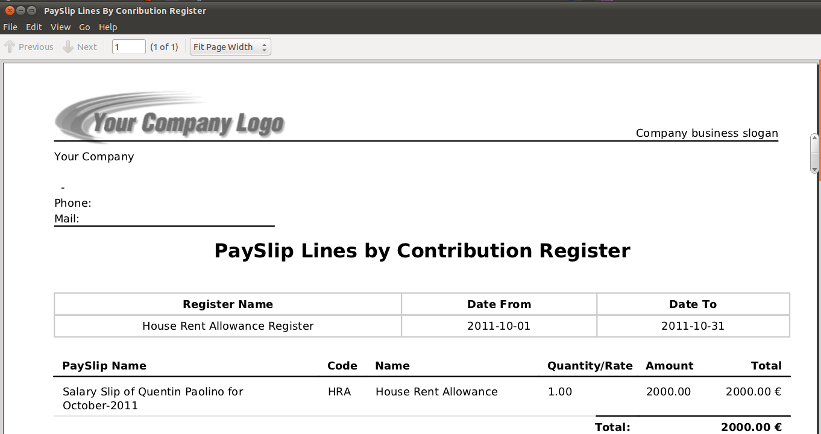 PaySlip Lines By Conribution Register
File Edit View Go Help
Previous Next 1 (1 of 1) Fit Page Width
Your Company Logo
Company business slogan
Your Company
-
Phone:
Mail:
PaySlip Lines by Contribution Register
Register Name Date From Date To
House Rent Allowance Register 2011-10-01 2011-10-31
PaySlip Name Code Name Quantity/Rate Amount Total
Salary Slip of Quentin Paolino for HRA House Rent Allowance 1.00 2000.00 2000.00 €
October-2011
Total: 2000.00 €